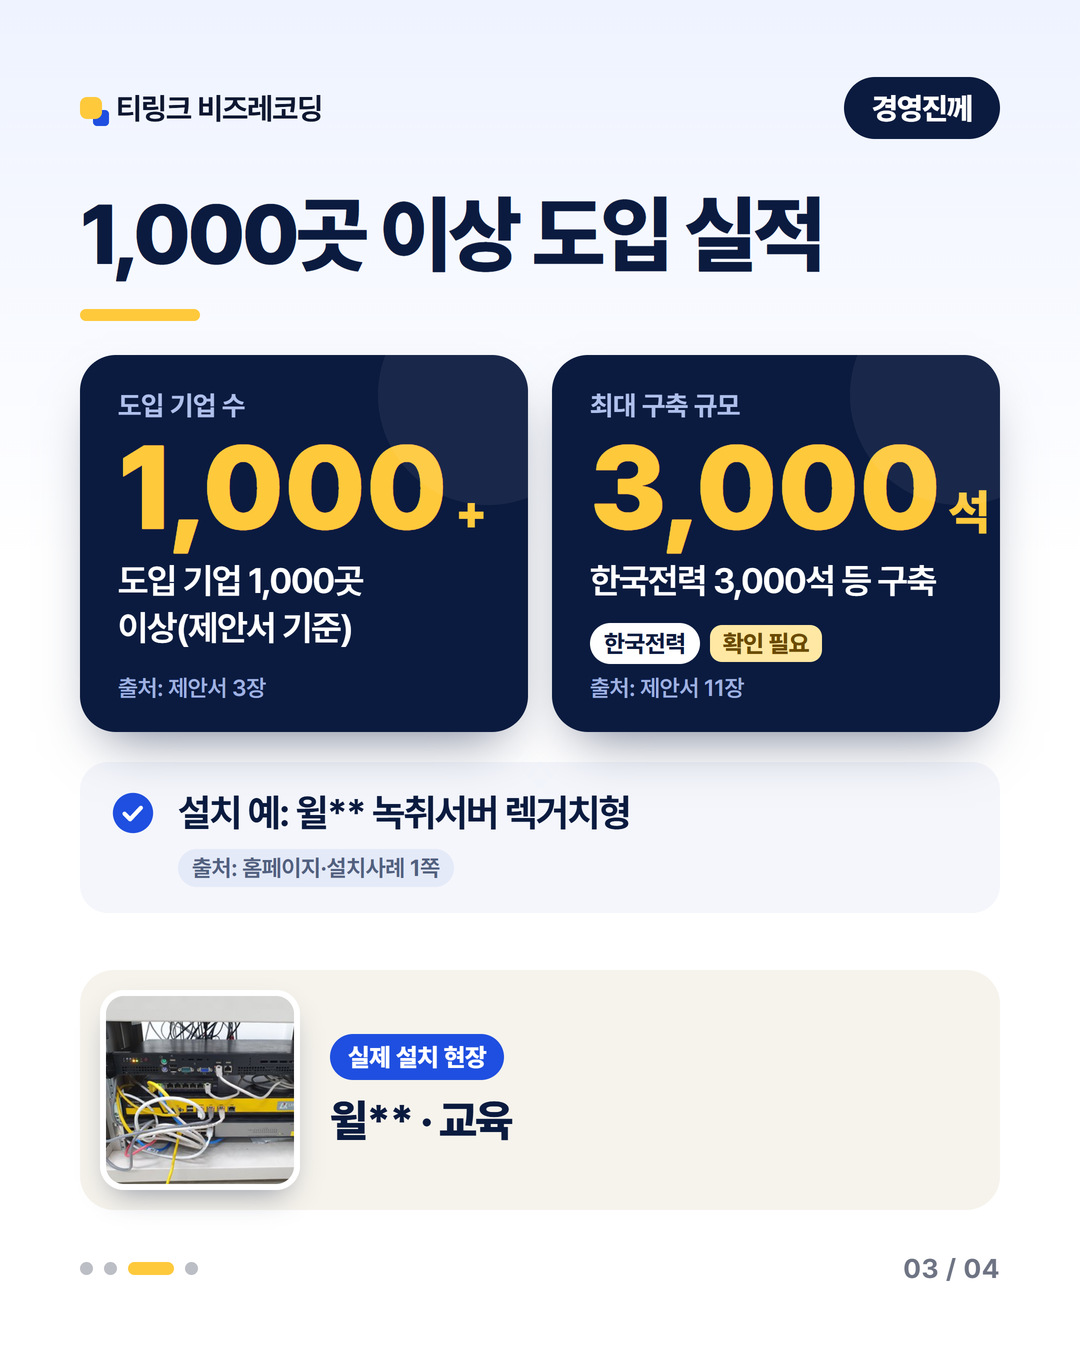 티링크 비즈레코딩
경영진께
1,000곳 이상 도입 실적
도입 기업 수
1,000+
도입 기업 1,000곳
이상(제안서 기준)
출처: 제안서 3장
최대 구축 규모
3,000석
한국전력 3,000석 등 구축
한국전력 확인 필요
출처: 제안서 11장
설치 예: 윌** 녹취서버 렉거치형
출처: 홈페이지·설치사례 1쪽
실제 설치 현장
윌** · 교육
03 / 04